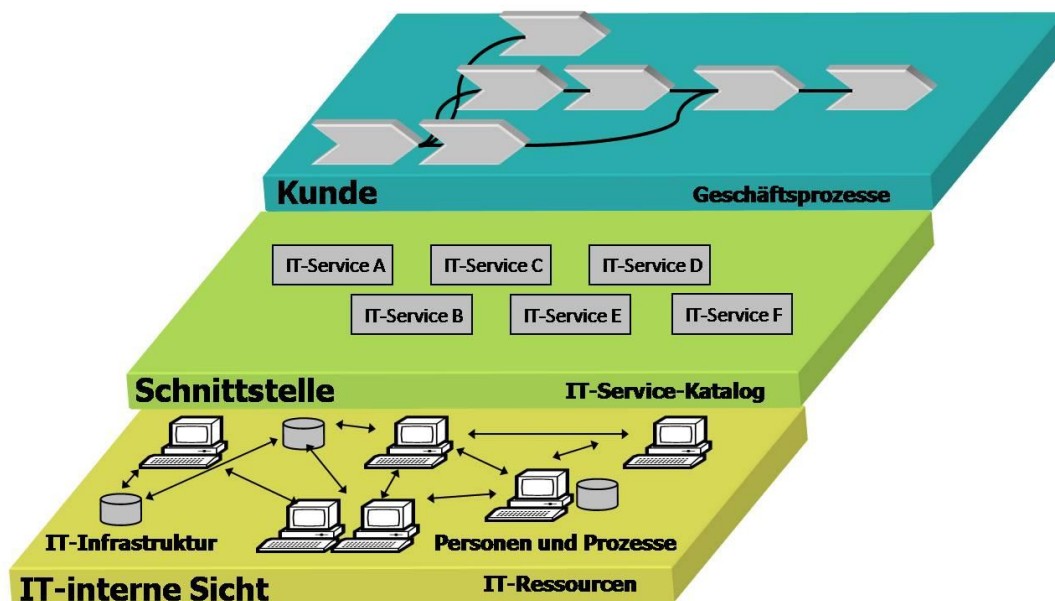 Kunde
Geschäftsprozesse
IT-Service A
IT-Service C
IT-Service D
IT-Service B
IT-Service E
IT-Service F
Schnittstelle
IT-Service-Katalog
IT-Infrastruktur
Personen und Prozesse
IT-interne Sicht
IT-Ressourcen